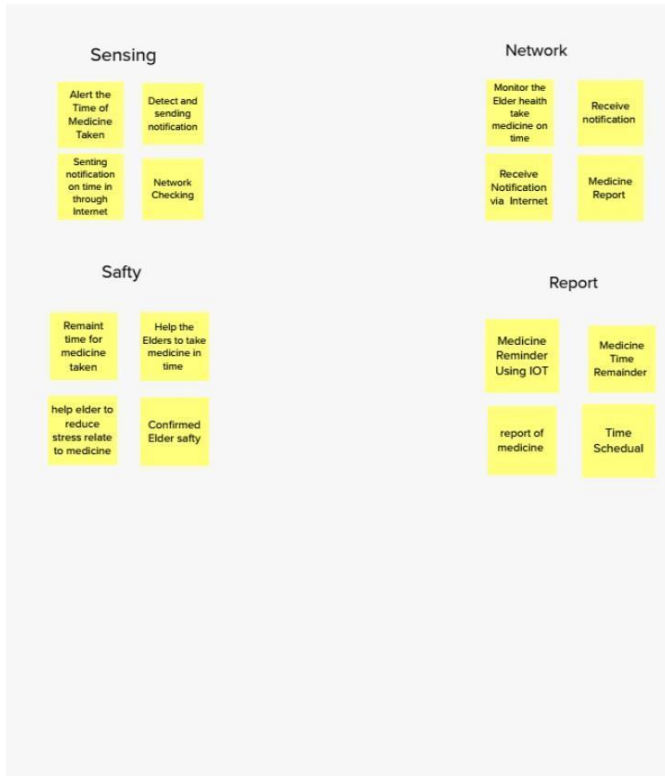 Sensing
Alert the
Time of
Medicine
Taken
Detect and
sending
notification
Senting
notification
on time in
through
Internet
Network
Checking
Network
Monitor the
Elder health
take
medicine on
time
Receive
notification
Receive
Notification
via Internet
Medicine
Report
Safty
Remaint
time for
medicine
taken
Help the
Elders to take
medicine in
time
help elder to
reduce
stress relate
to medicine
Confirmed
Elder safty
Report
Medicine
Reminder
Using IOT
Medicine
Time
Remainder
report of
medicine
Time
Schedual